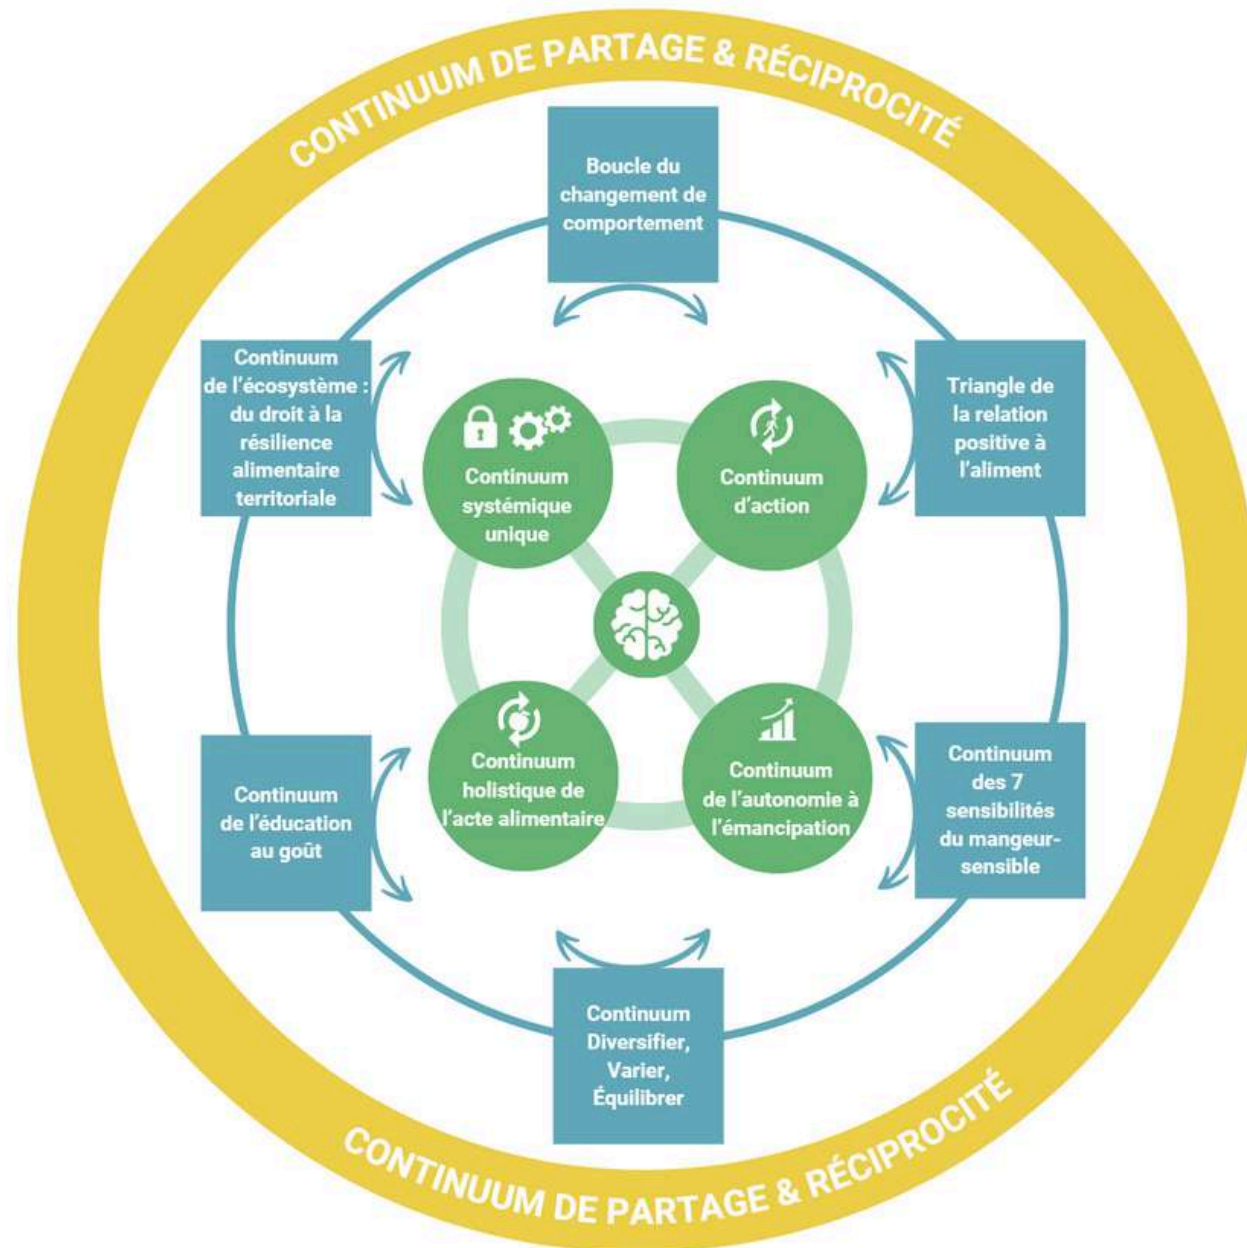 CONTINUUM DE PARTAGE & RÉCIPROCITÉ
Boucle du
changement de
comportement
Continuum
de l'écosystème :
du droit à la
résilience
alimentaire
territoriale
Triangle de
la relation
positive à
l'aliment
Continuum
systémique
unique
Continuum
d'action
Continuum
holistique de
l'acte alimentaire
Continuum
de l'autonomie à
l'émancipation
Continuum
de l'éducation
au goût
Continuum
des 7
sensibilités
du mangeur-
sensible
Continuum
Diversifier,
Varier,
Équilibrer
CONTINUUM DE PARTAGE & RÉCIPROCITÉ